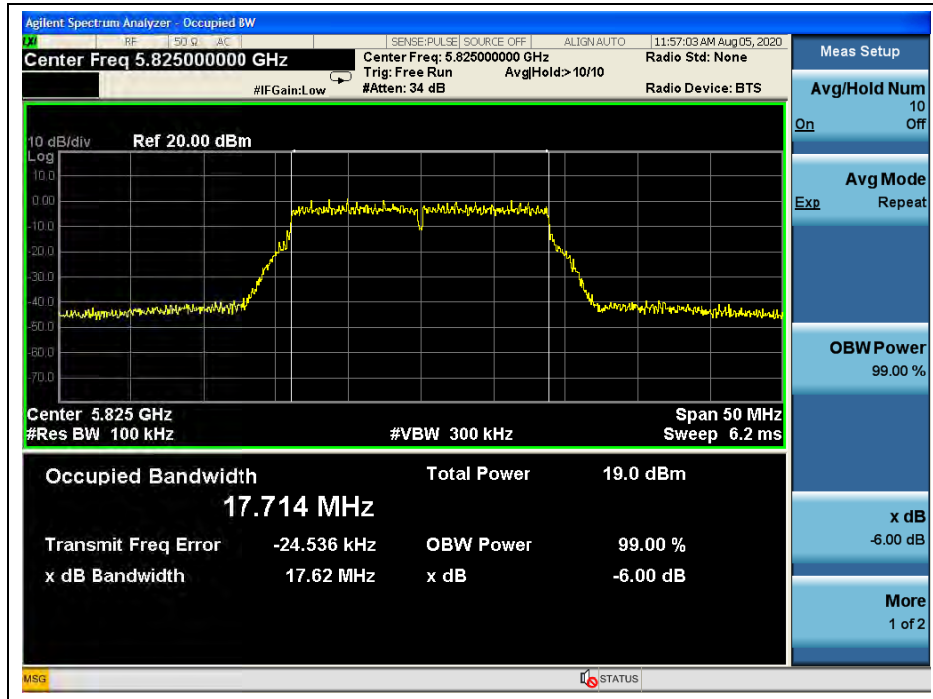 Agilent Spectrum Analyzer - Occupied BW
LXI RF 50 Ω AC SENSE:PULSE SOURCE OFF ALIGN AUTO 11:57:03 AM Aug 05, 2020
Center Freq 5.825000000 GHz
Center Freq: 5.825000000 GHz
Radio Std: None
Trig: Free Run Avg|Hold:> 10/10
#IFGain:Low
#Atten: 34 dB
Radio Device: BTS
10 dB/div Ref 20.00 dBm
Log
10.0
0.00
-10.0
-20.0
-30.0
-40.0
-50.0
-60.0
-70.0
Center 5.825 GHz Span 50 MHz
#Res BW 100 kHz #VBW 300 kHz Sweep 6.2 ms
Occupied Bandwidth Total Power 19.0 dBm
17.714 MHz
Transmit Freq Error -24.536 kHz OBW Power 99.00 %
x dB Bandwidth 17.62 MHz x dB -6.00 dB
Meas Setup
Avg/Hold Num
10
On Off
Avg Mode
Exp Repeat
OBW Power
99.00 %
x dB
-6.00 dB
More
1 of 2
MSG STATUS